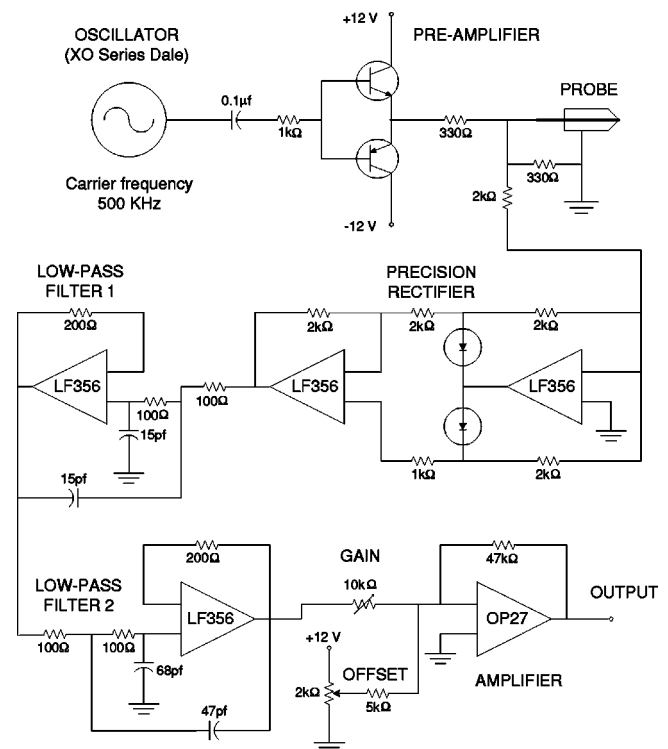 +12 V
OSCILLATOR
(XO Series Dale)
PRE-AMPLIFIER
PROBE
0.1µf
1kΩ
330Ω
330Ω
Carrier frequency
500 KHz
2kΩ
-12 V
LOW-PASS
FILTER 1
PRECISION
RECTIFIER
200Ω
2kΩ
2kΩ
2kΩ
LF356
LF356
LF356
100Ω
100Ω
15pf
15pf
1kΩ
2kΩ
200Ω
GAIN
47kΩ
LOW-PASS
FILTER 2
10kΩ
OUTPUT
LF356
OP27
100Ω
100Ω
+12 V
68pf
OFFSET
AMPLIFIER
2kΩ
5kΩ
47pf